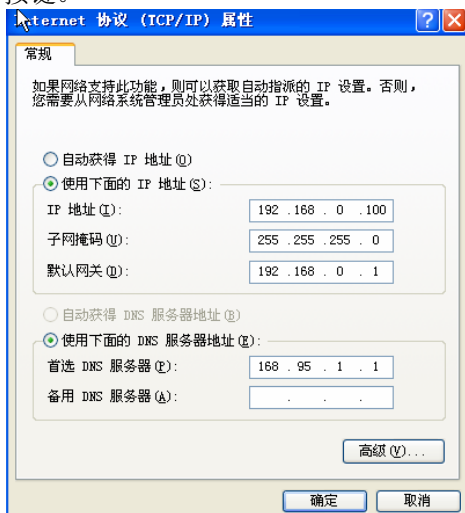 按键。
Internet 协议 (TCP/IP) 属性
常规
如果网络支持此功能，则可以获取自动指派的 IP 设置。否则，
您需要从网络系统管理员处获得适当的 IP 设置。
自动获得 IP 地址(O)
使用下面的 IP 地址(S):
IP 地址(I): 192 .168 . 0 .100
子网掩码(U): 255 .255 .255 . 0
默认网关(D): 192 .168 . 0 . 1
自动获得 DNS 服务器地址(B)
使用下面的 DNS 服务器地址(E):
首选 DNS 服务器(P): 168 . 95 . 1 . 1
备用 DNS 服务器(A): . . .
高级(V)...
确定 取消